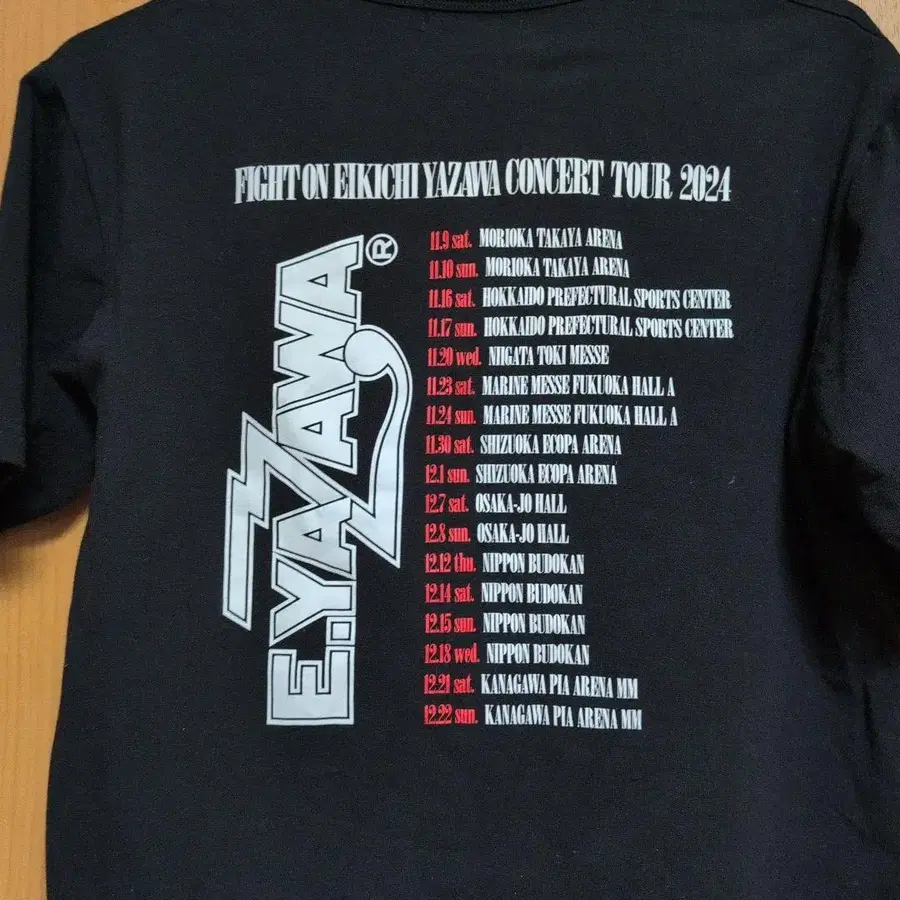 FIGHT ON EIKICHI YAZAWA CONCERT TOUR 2024
E.YAZAWA®
11.9 sat. MORIOKA TAKAYA ARENA
11.10 sun. MORIOKA TAKAYA ARENA
11.16 sat. HOKKAIDO PREFECTURAL SPORTS CENTER
11.17 sun. HOKKAIDO PREFECTURAL SPORTS CENTER
11.20 wed. NIIGATA TOKI MESSE
11.23 sat. MARINE MESSE FUKUOKA HALL A
11.24 sun. MARINE MESSE FUKUOKA HALL A
11.30 sat. SHIZUOKA ECOPA ARENA
12.1 sun. SHIZUOKA ECOPA ARENA
12.7 sat. OSAKA-JO HALL
12.8 sun. OSAKA-JO HALL
12.12 thu. NIPPON BUDOKAN
12.14 sat. NIPPON BUDOKAN
12.15 sun. NIPPON BUDOKAN
12.18 wed. NIPPON BUDOKAN
12.21 sat. KANAGAWA PIA ARENA MM
12.22 sun. KANAGAWA PIA ARENA MM